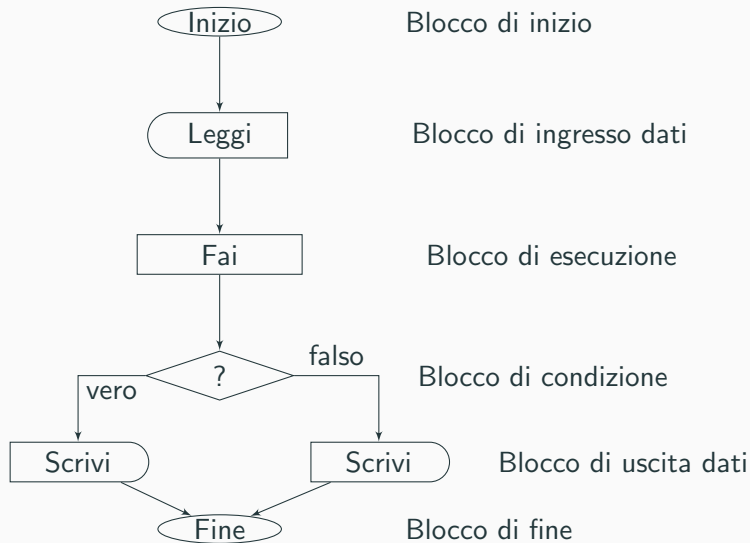 Inizio Blocco di inizio
Leggi Blocco di ingresso dati
Fai Blocco di esecuzione
falso
? Blocco di condizione
vero
Scrivi Scrivi Blocco di uscita dati
Fine Blocco di fine